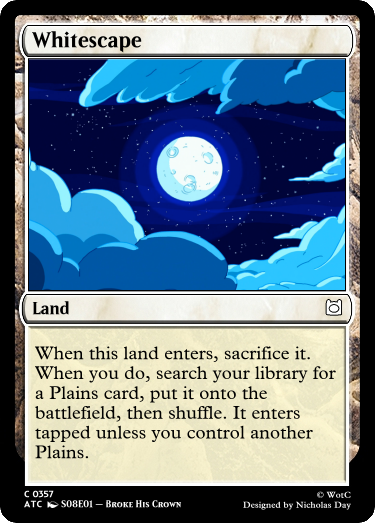 Whitescape
Land
When this land enters, sacrifice it.
When you do, search your library for
a Plains card, put it onto the
battlefield, then shuffle. It enters
tapped unless you control another
Plains.
C 0357
© WotC
ATC S08E01 – Broke His Crown
Designed by Nicholas Day